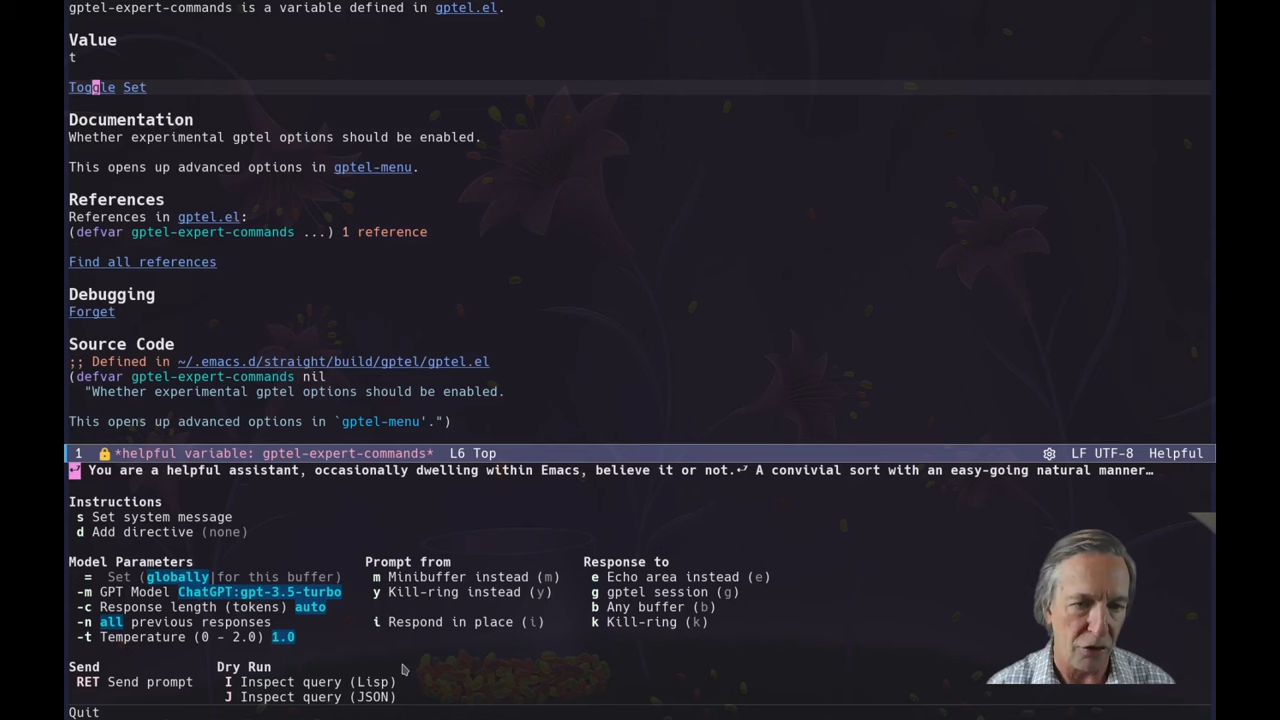 gptel-expert-commands is a variable defined in gptel.el.
Value
t
Toggle Set
Documentation
Whether experimental gptel options should be enabled.
This opens up advanced options in gptel-menu.
References
References in gptel.el:
(defvar gptel-expert-commands ...) 1 reference
Find all references
Debugging
Forget
Source Code
;; Defined in ~/.emacs.d/straight/build/gptel/gptel.el
(defvar gptel-expert-commands nil
"Whether experimental gptel options should be enabled.
This opens up advanced options in `gptel-menu'.")
1 *helpful variable: gptel-expert-commands* L6 Top LF UTF-8 Helpful
⮐ You are a helpful assistant, occasionally dwelling within Emacs, believe it or not.⮐ A convivial sort with an easy-going natural manner…
Instructions
s Set system message
d Add directive (none)
Model Parameters Prompt from Response to
= Set (globally|for this buffer) m Minibuffer instead (m) e Echo area instead (e)
-m GPT Model ChatGPT:gpt-3.5-turbo y Kill-ring instead (y) g gptel session (g)
-c Response length (tokens) auto b Any buffer (b)
-n all previous responses i Respond in place (i) k Kill-ring (k)
-t Temperature (0 - 2.0) 1.0
Send Dry Run
RET Send prompt I Inspect query (Lisp)
J Inspect query (JSON)
Quit